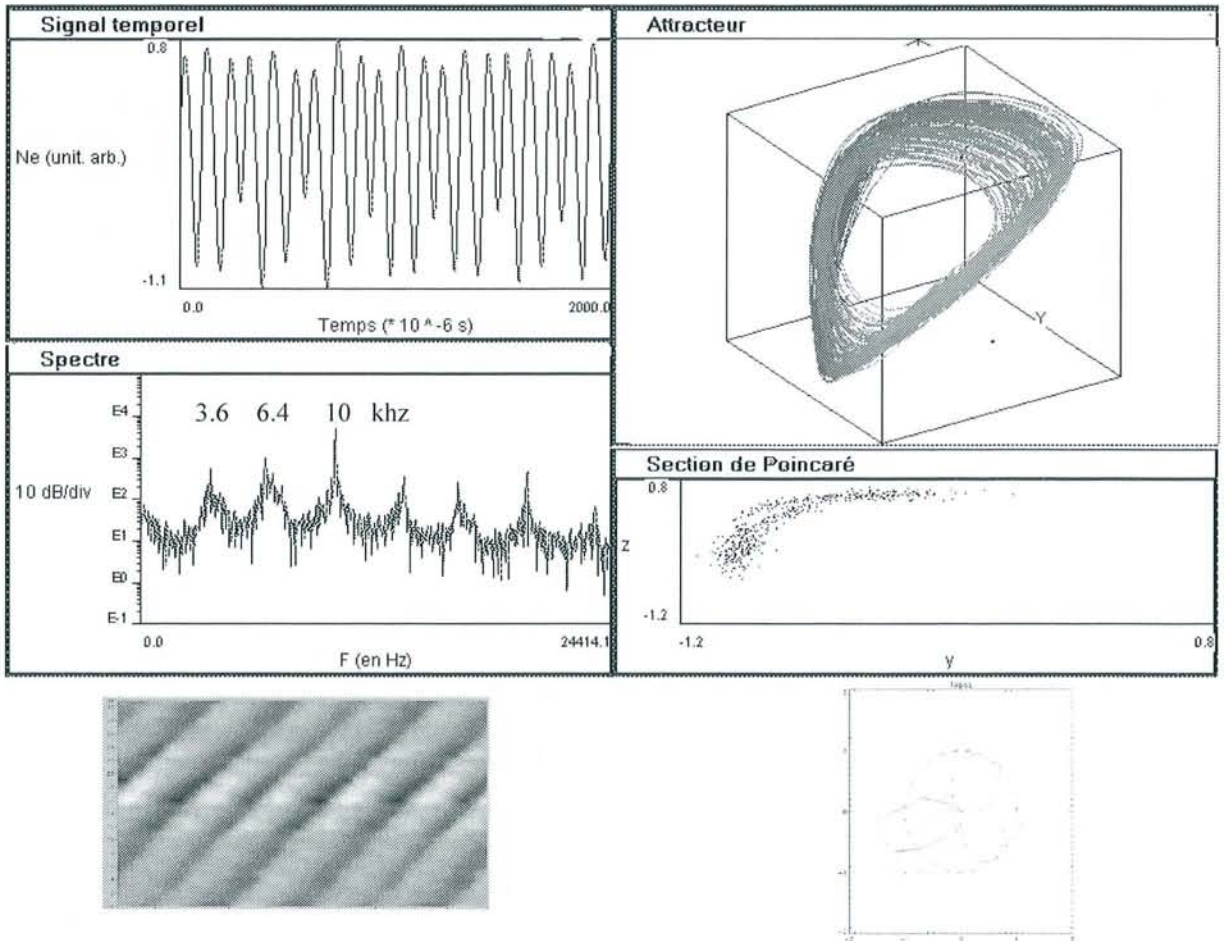 Signal temporel
0.8
Ne (unit. arb.)
-1.1
0.0
2000.0
Temps (* 10 ^ -6 s)
Attracteur
Y
Spectre
3.6 6.4 10 khz
E4
E3
10 dB/div
E2
E1
E0
E-1
0.0
24414.1
F (en Hz)
Section de Poincaré
0.8
z
-1.2
-1.2
0.8
y